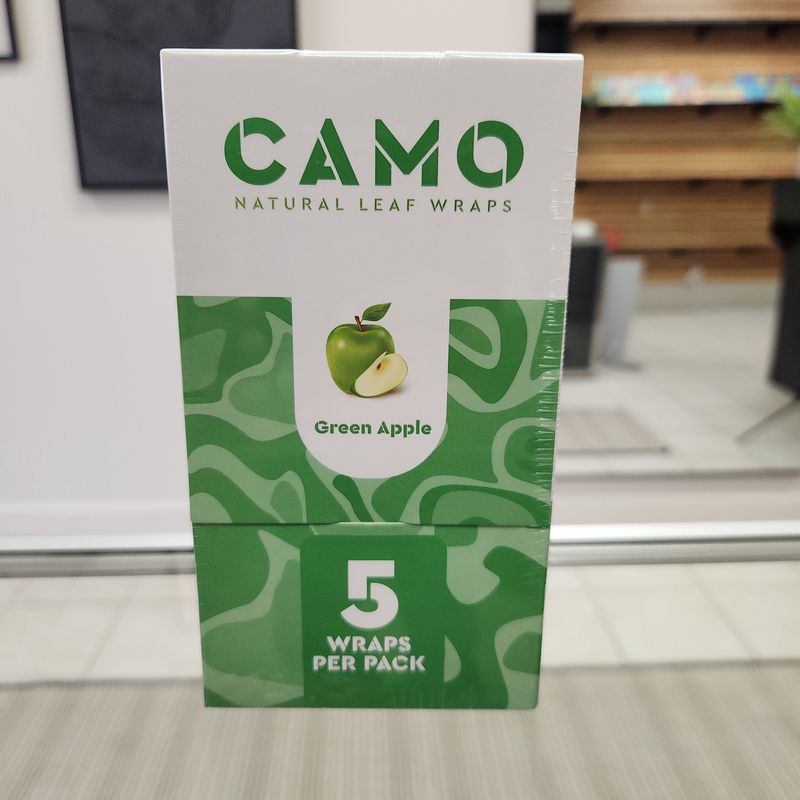 CAMO
NATURAL LEAF WRAPS
Green Apple
5
WRAPS
PER PACK